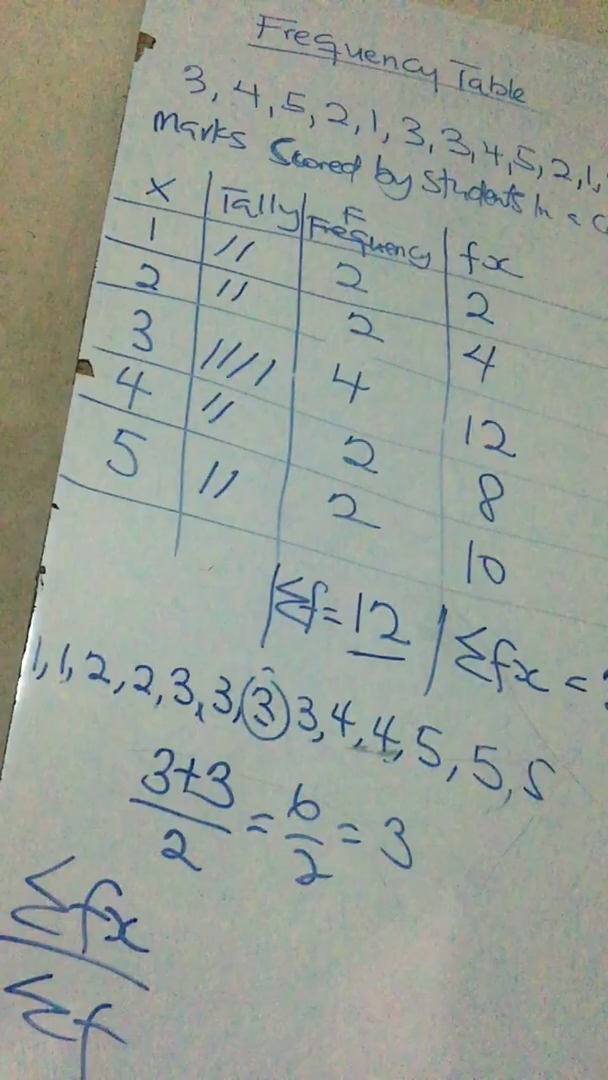 Frequency Table
3, 4, 5, 2, 1, 3, 3, 4, 5, 2, 1,
Marks Scored by Students in a
X Tally F Frequency fx
1 // 2 2
2 // 2 4
3 //// 4 12
4 // 2 8
5 // 2 10
Σf = 12 Σfx =
1, 1, 2, 2, 3, 3, 3 3, 4, 4, 5, 5, 5
3+3/2 = 6/2 = 3
Σfx
Σf